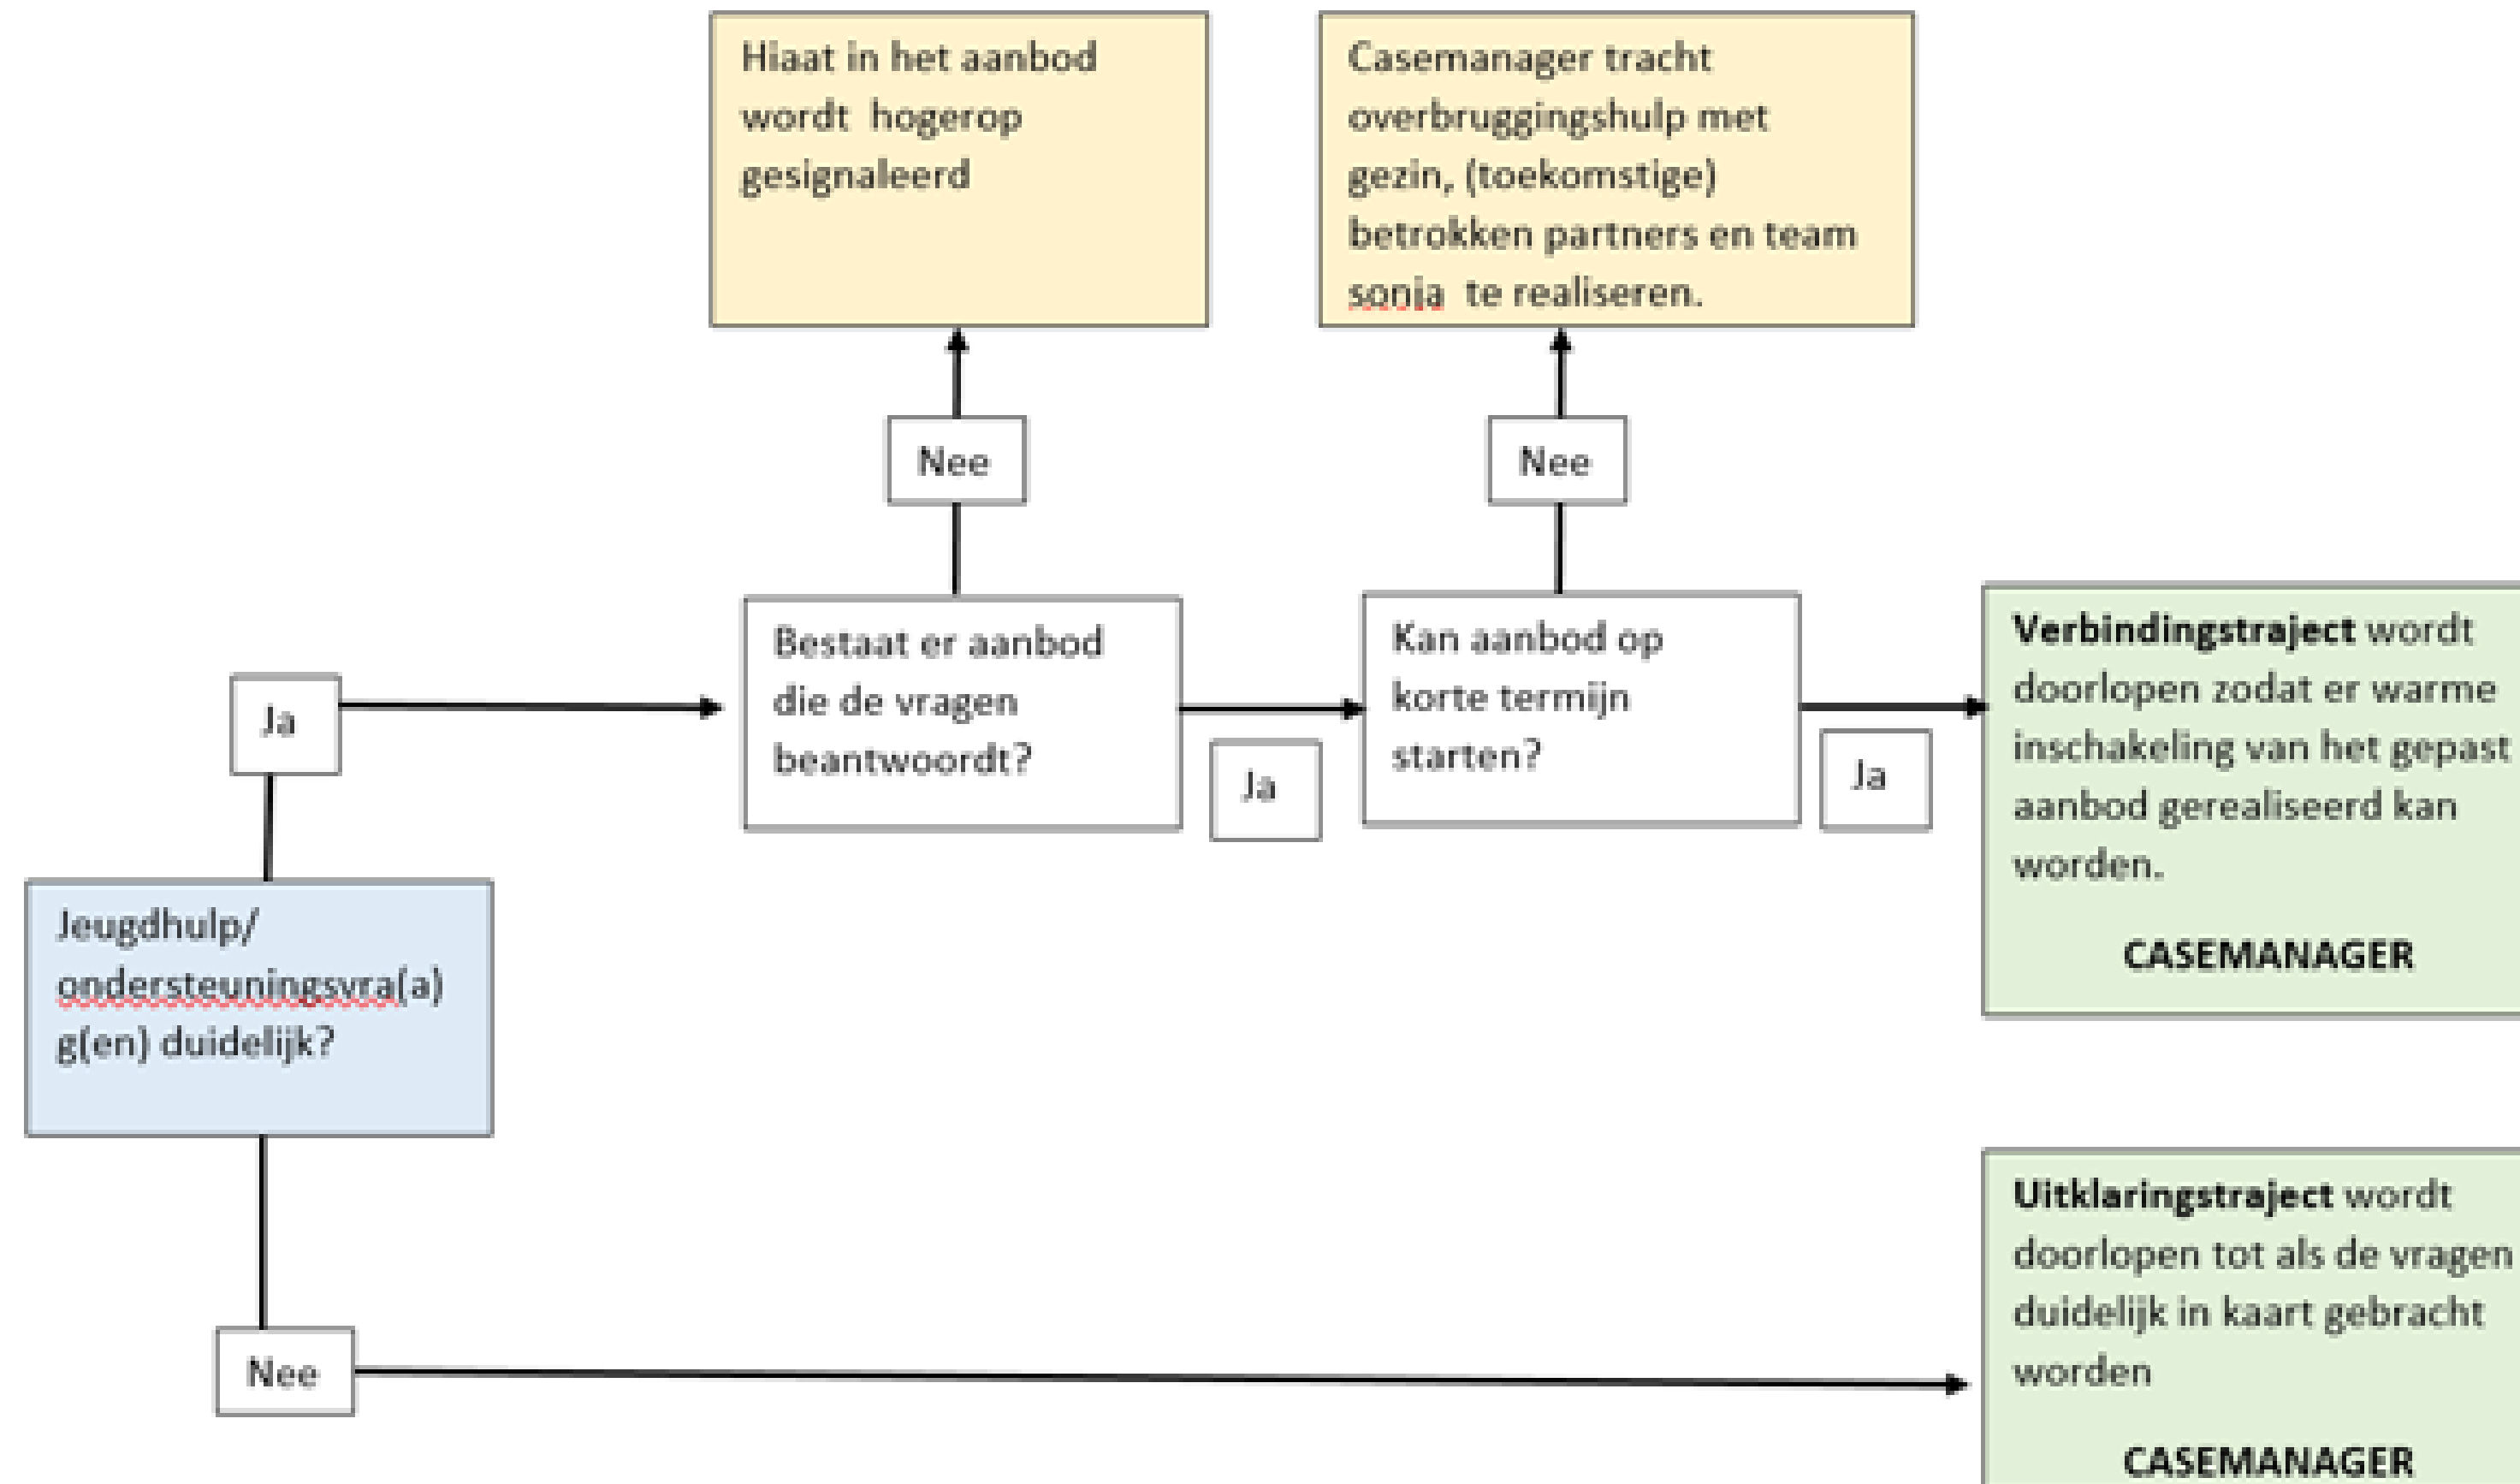 Hiaat in het aanbod
wordt hogerop
gesignaleerd
Casemanager tracht
overbruggingshulp met
gezin, (toekomstige)
betrokken partners en team
sonja te realiseren.
Nee
Nee
Bestaat er aanbod
die de vragen
beantwoordt?
Kan aanbod op
korte termijn
starten?
Verbindingstraject wordt
doorlopen zodat er warme
inschakeling van het gepast
aanbod gerealiseerd kan
worden.
CASEMANAGER
Ja
Ja
Ja
Jeugdhulp/
ondersteuningsvra(a)
g(en) duidelijk?
Nee
Uitklaringstraject wordt
doorlopen tot als de vragen
duidelijk in kaart gebracht
worden
CASEMANAGER